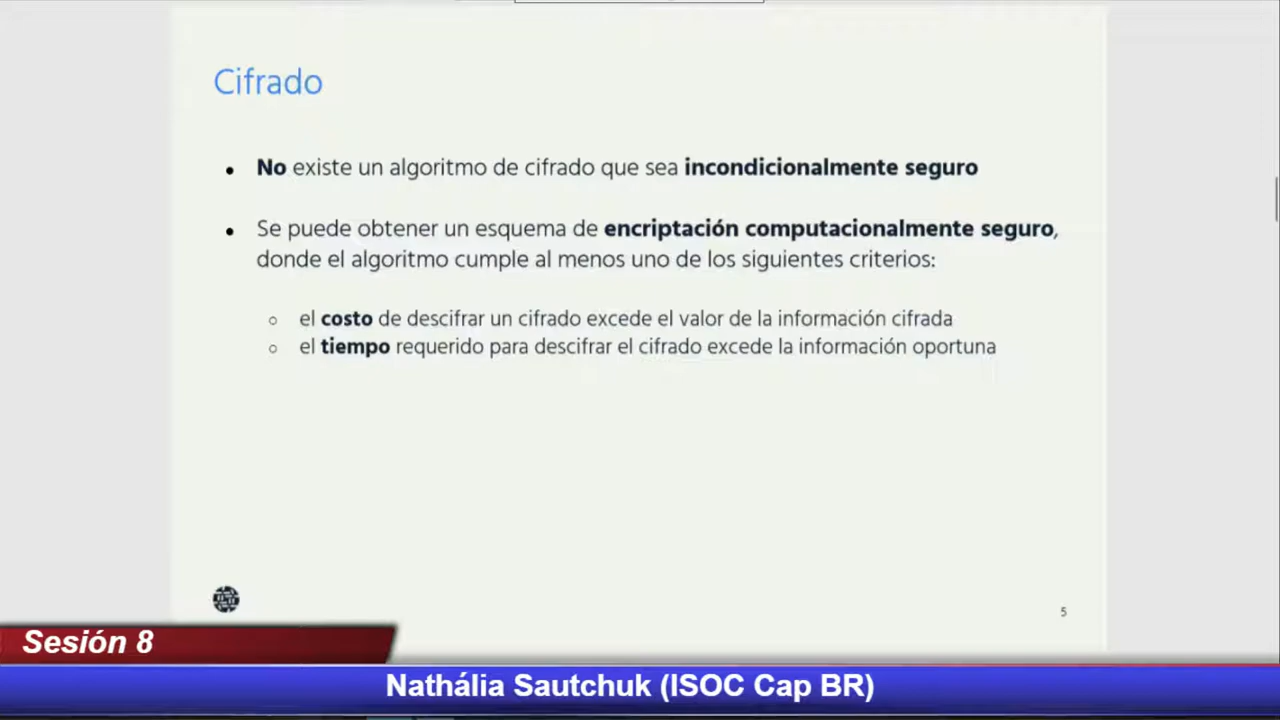 Cifrado
• No existe un algoritmo de cifrado que sea incondicionalmente seguro
• Se puede obtener un esquema de encriptación computacionalmente seguro,
donde el algoritmo cumple al menos uno de los siguientes criterios:
○ el costo de descifrar un cifrado excede el valor de la información cifrada
○ el tiempo requerido para descifrar el cifrado excede la información oportuna
5
Sesión 8
Nathália Sautchuk (ISOC Cap BR)